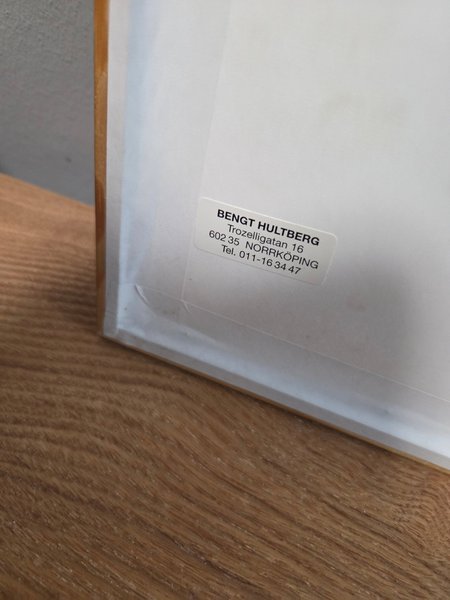 BENGT HULTBERG
Trozelligatan 16
602 35 NORRKÖPING
Tel. 011-16 34 47